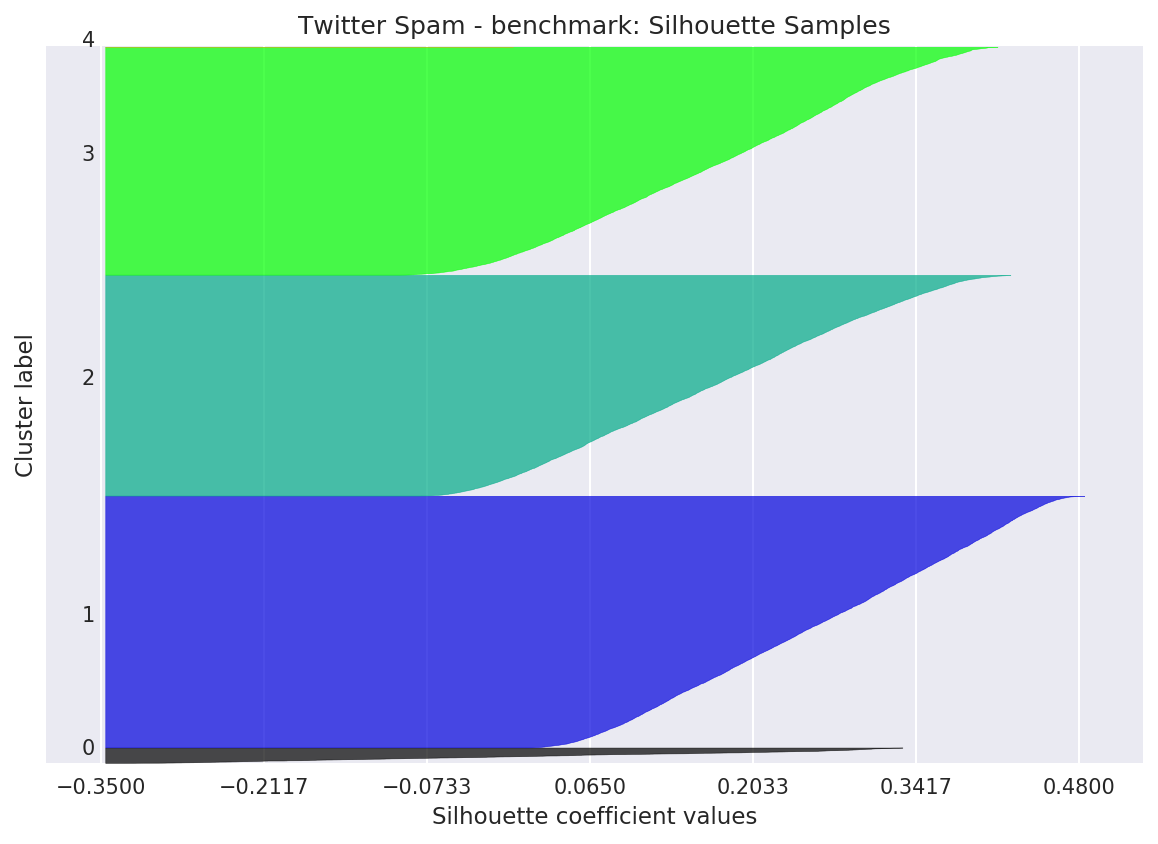 Twitter Spam - benchmark: Silhouette Samples
4
3
2
1
0
Cluster label
−0.3500 −0.2117 −0.0733 0.0650 0.2033 0.3417 0.4800
Silhouette coefficient values